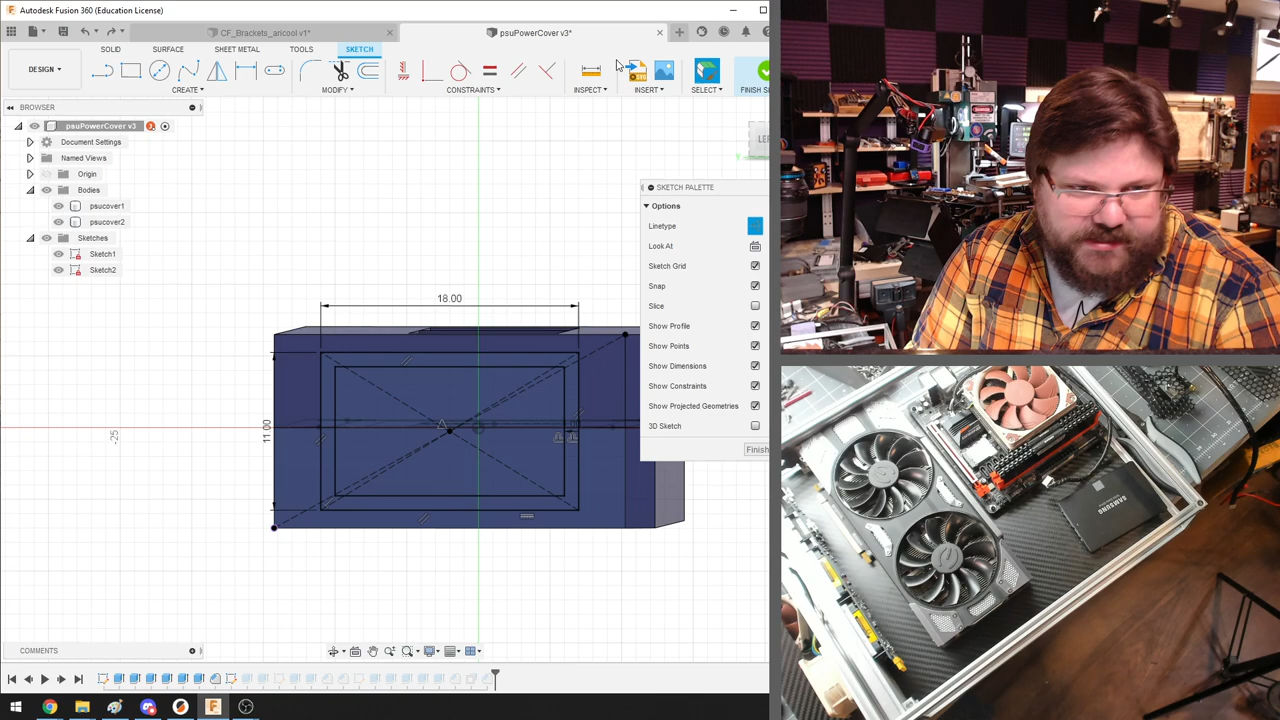 Autodesk Fusion 360 (Education License)
CF_Brackets_aricool v1*
psuPowerCover v3*
SOLID
SURFACE
SHEET METAL
TOOLS
SKETCH
DESIGN
CREATE
MODIFY
CONSTRAINTS
INSPECT
INSERT
SELECT
FINISH S
BROWSER
psuPowerCover v3
Document Settings
Named Views
Origin
Bodies
psucover1
psucover2
Sketches
Sketch1
Sketch2
LE
SKETCH PALETTE
Options
Linetype
Look At
Sketch Grid
Snap
Slice
Show Profile
Show Points
Show Dimensions
Show Constraints
Show Projected Geometries
3D Sketch
Finish
18.00
11.00
-25
COMMENTS
SAMSUNG